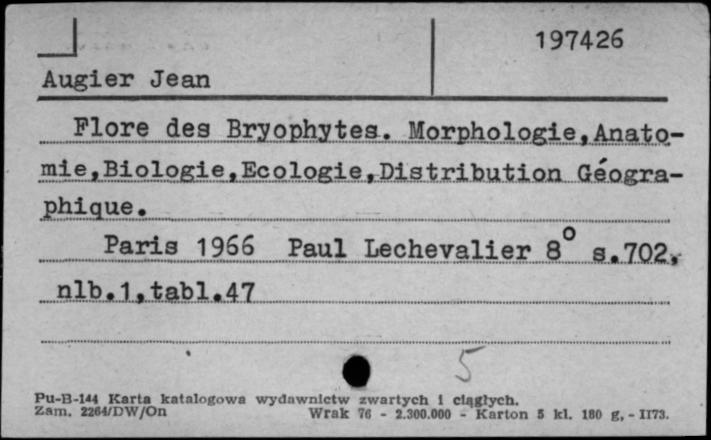 197426
Augier Jean
Flore des Bryophytes. Morphologie,Anato-
mie,Biologie,Ecologie,Distribution Géogra-
phique.
Paris 1966 Paul Lechevalier 8° s.702,
nlb.1,tabl.47
5
Pu-B-144 Karta katalogowa wydawnictw zwartych i ciągłych.
Zam. 2264/DW/On Wrak 76 - 2.300.000 - Karton 5 kl. 180 g, - II73.